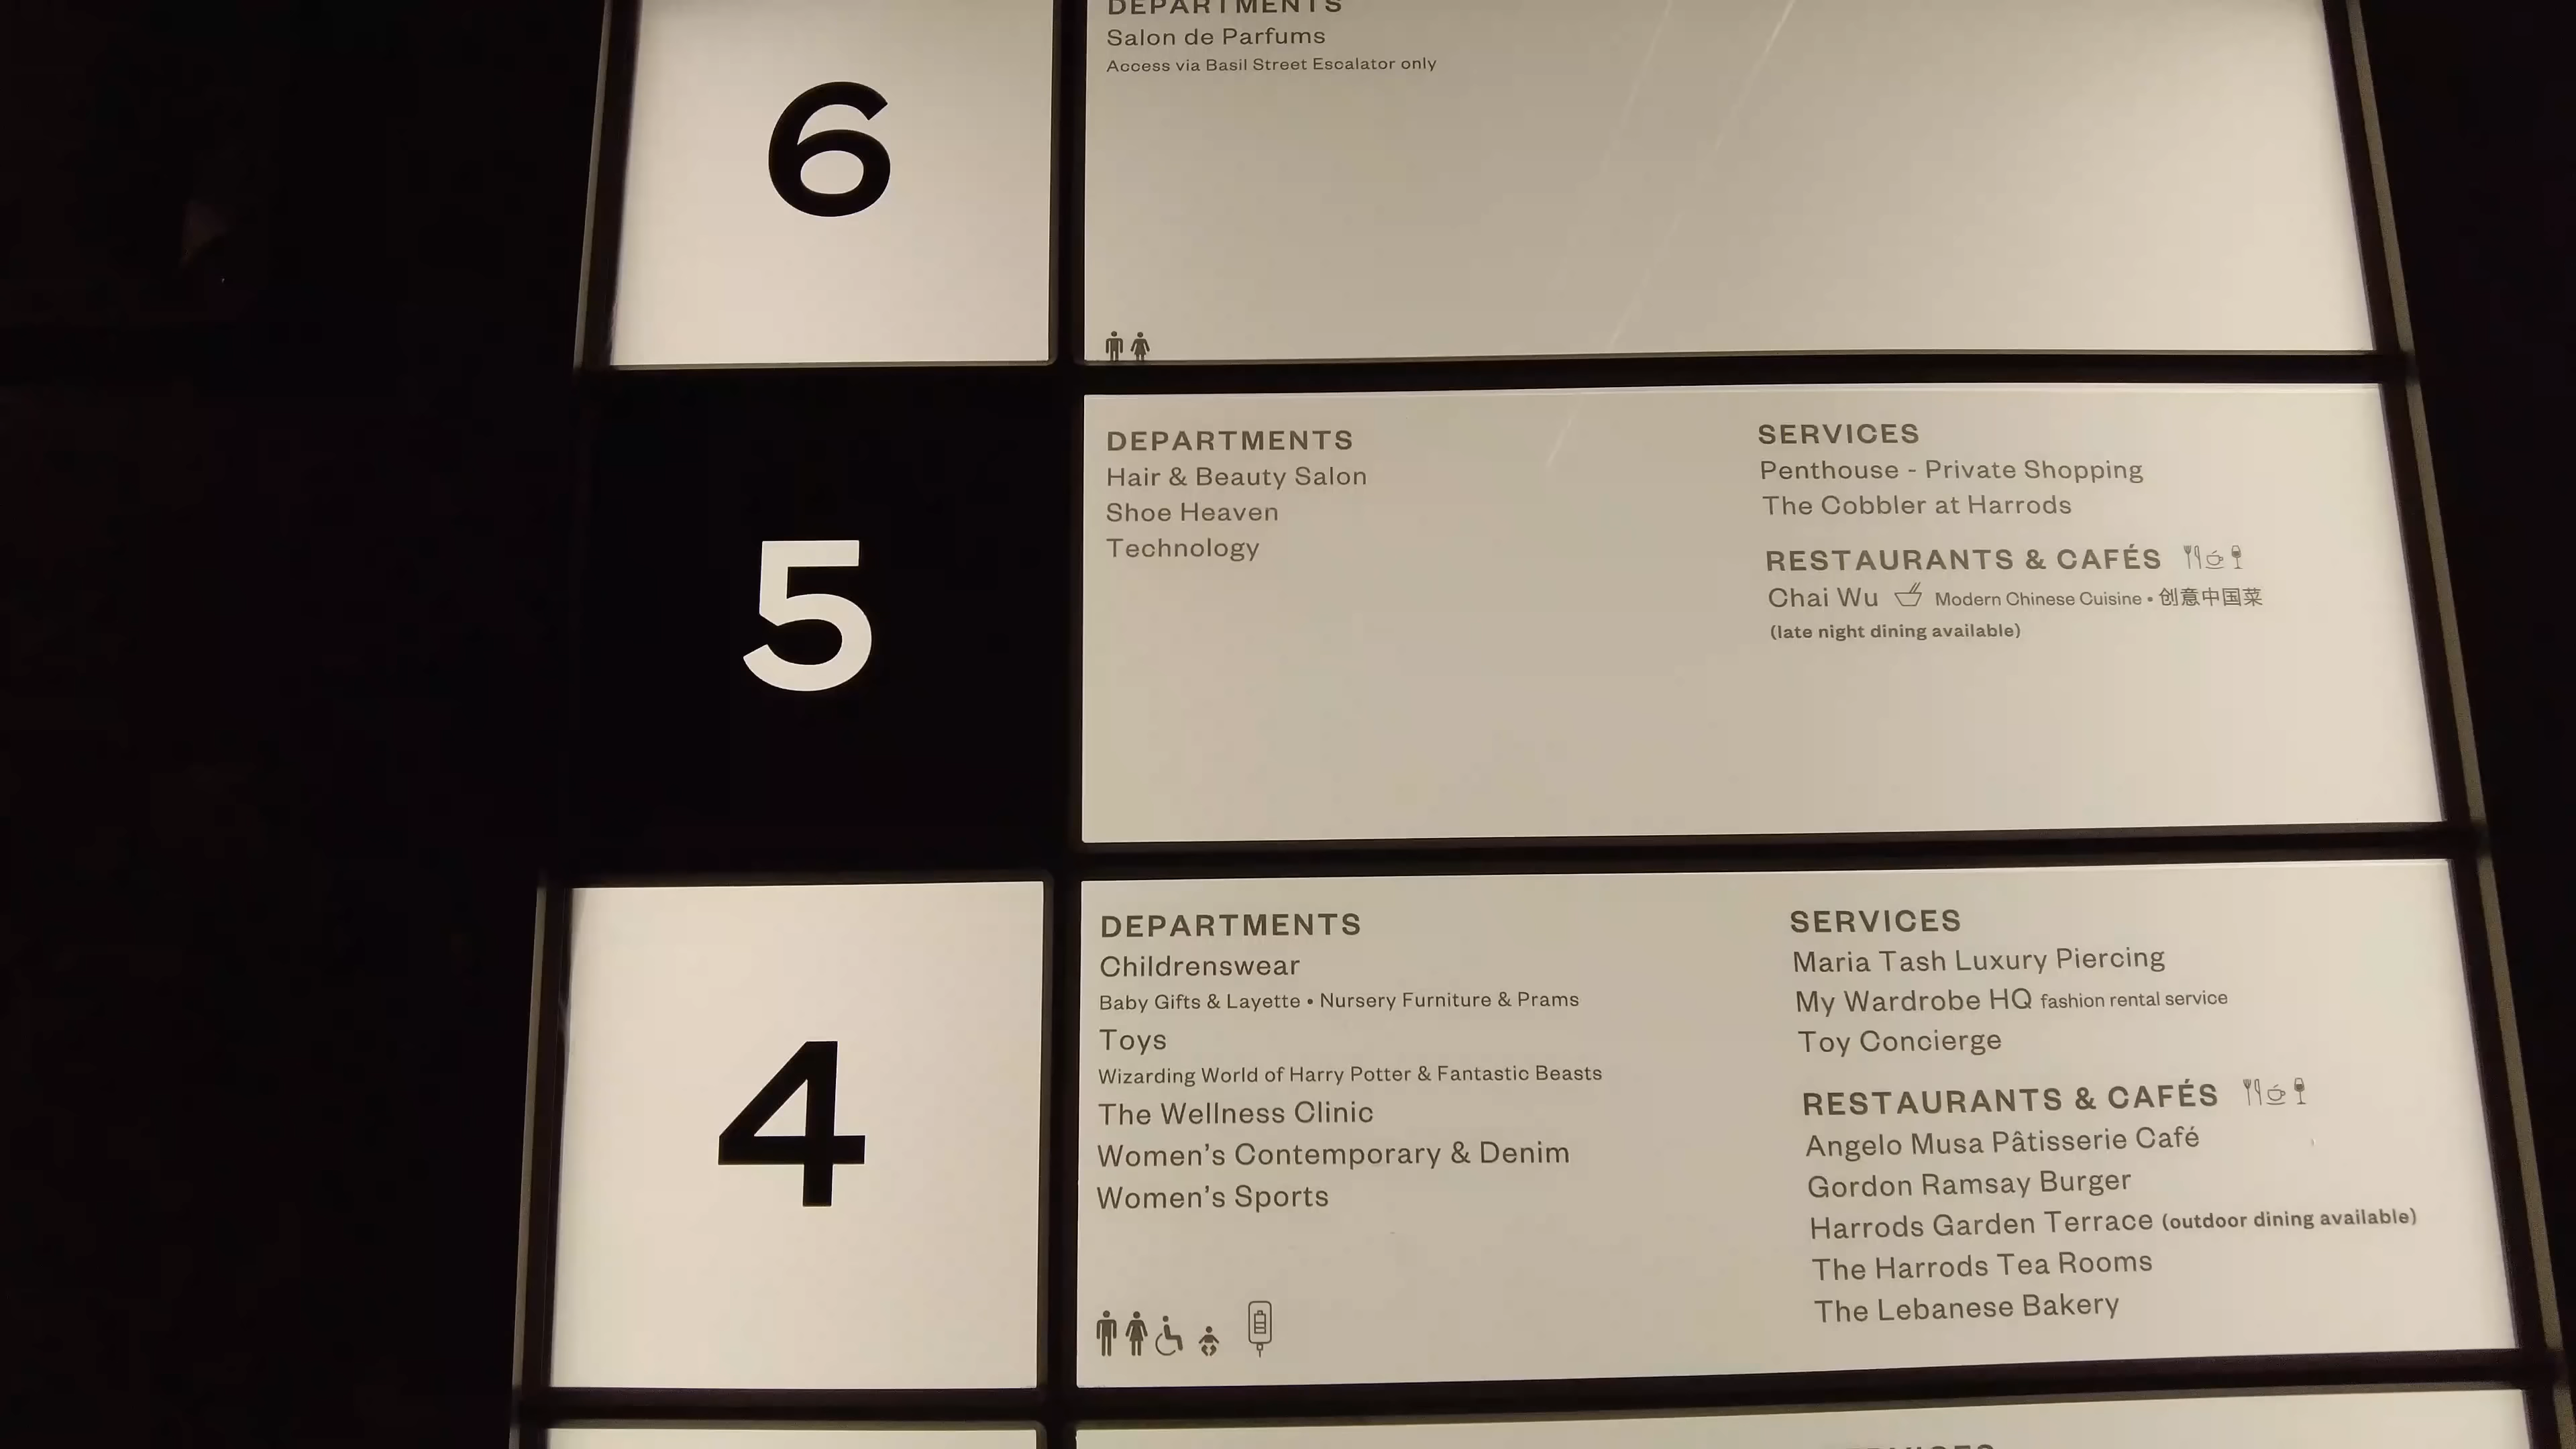 6
DEPARTMENTS
Salon de Parfums
Access via Basil Street Escalator only
5
DEPARTMENTS
Hair & Beauty Salon
Shoe Heaven
Technology
SERVICES
Penthouse - Private Shopping
The Cobbler at Harrods
RESTAURANTS & CAFÉS
Chai Wu Modern Chinese Cuisine • 创意中国菜
(late night dining available)
4
DEPARTMENTS
Childrenswear
Baby Gifts & Layette • Nursery Furniture & Prams
Toys
Wizarding World of Harry Potter & Fantastic Beasts
The Wellness Clinic
Women's Contemporary & Denim
Women's Sports
SERVICES
Maria Tash Luxury Piercing
My Wardrobe HQ fashion rental service
Toy Concierge
RESTAURANTS & CAFÉS
Angelo Musa Pâtisserie Café
Gordon Ramsay Burger
Harrods Garden Terrace (outdoor dining available)
The Harrods Tea Rooms
The Lebanese Bakery